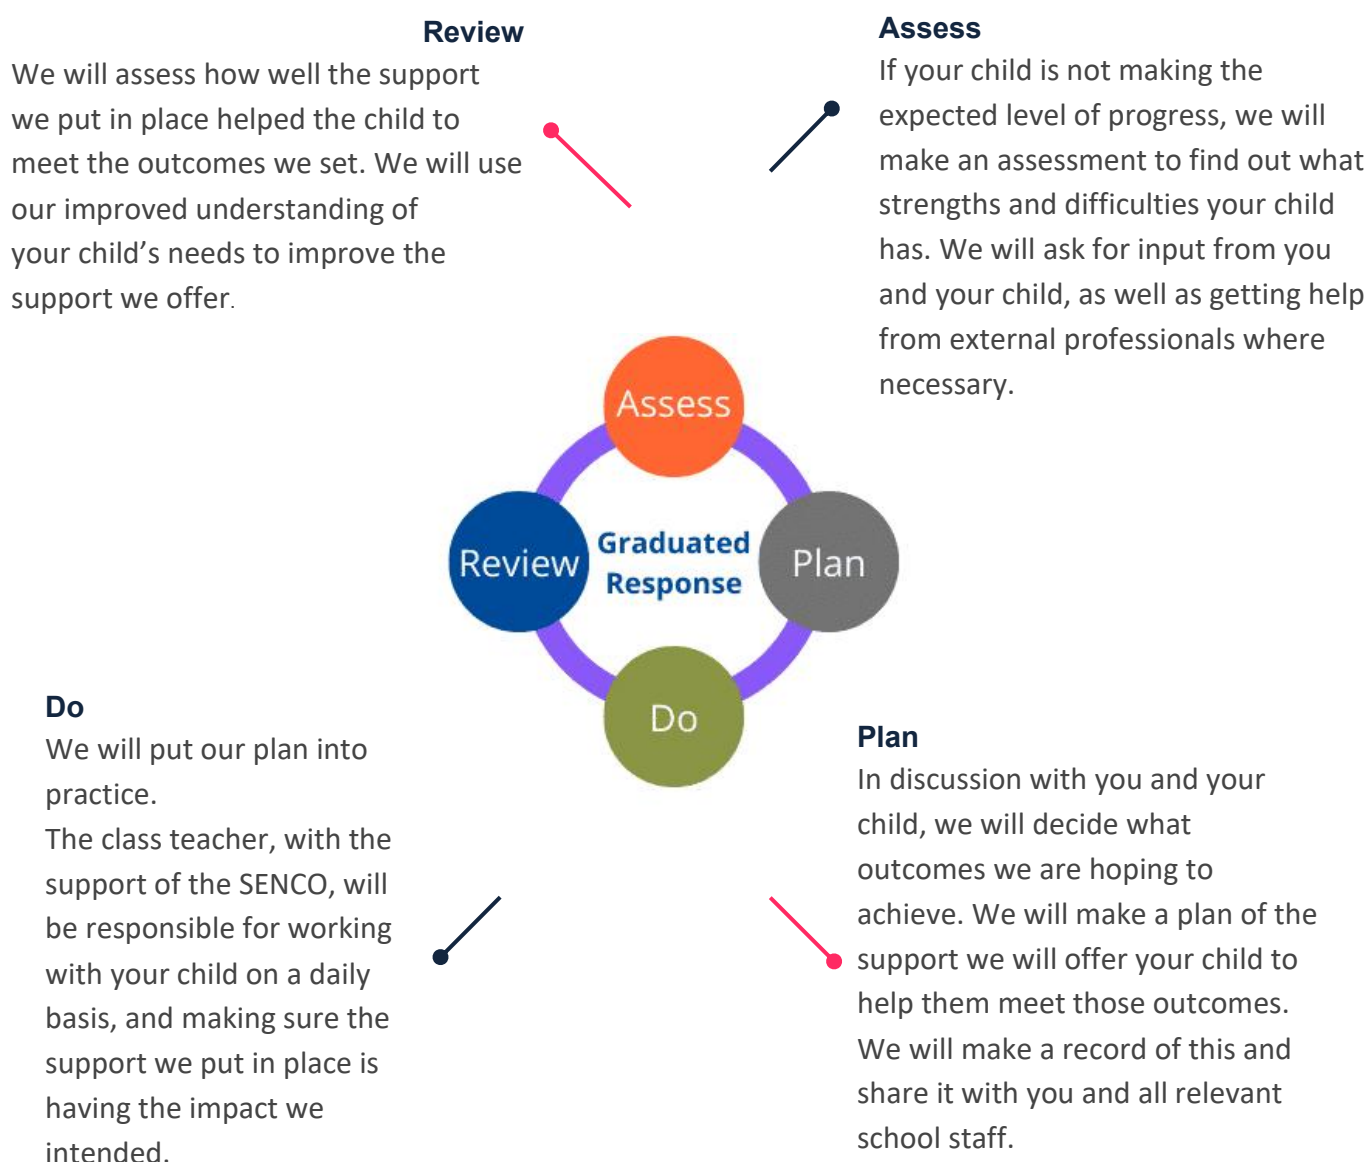 Review
We will assess how well the support
we put in place helped the child to
meet the outcomes we set. We will use
our improved understanding of
your child’s needs to improve the
support we offer.
Assess
If your child is not making the
expected level of progress, we will
make an assessment to find out what
strengths and difficulties your child
has. We will ask for input from you
and your child, as well as getting help
from external professionals where
necessary.
Assess
Review
Graduated
Response
Plan
Do
Do
We will put our plan into
practice.
The class teacher, with the
support of the SENCO, will
be responsible for working
with your child on a daily
basis, and making sure the
support we put in place is
having the impact we
intended.
Plan
In discussion with you and your
child, we will decide what
outcomes we are hoping to
achieve. We will make a plan of the
support we will offer your child to
help them meet those outcomes.
We will make a record of this and
share it with you and all relevant
school staff.